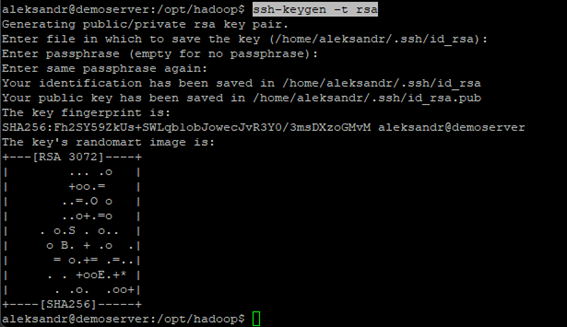 aleksandr@demoserver:/opt/hadoop$ ssh-keygen -t rsa
Generating public/private rsa key pair.
Enter file in which to save the key (/home/aleksandr/.ssh/id_rsa):
Enter passphrase (empty for no passphrase):
Enter same passphrase again:
Your identification has been saved in /home/aleksandr/.ssh/id_rsa
Your public key has been saved in /home/aleksandr/.ssh/id_rsa.pub
The key fingerprint is:
SHA256:Fh2SY59ZkUs+SWLqblobJowecJvR3Y0/3msDXzoGMvM aleksandr@demoserver
The key's randomart image is:
+---[RSA 3072]----+
|         ... .o   |
|         +oo.=    |
|        ..=.O o   |
|        ..o+.=o   |
|     . o.S . o..  |
|      o B. + .o  .|
|       = o.+= .=..|
|      . . +ooE.+* |
|       . .o.  .oo+|
+----[SHA256]-----+
aleksandr@demoserver:/opt/hadoop$